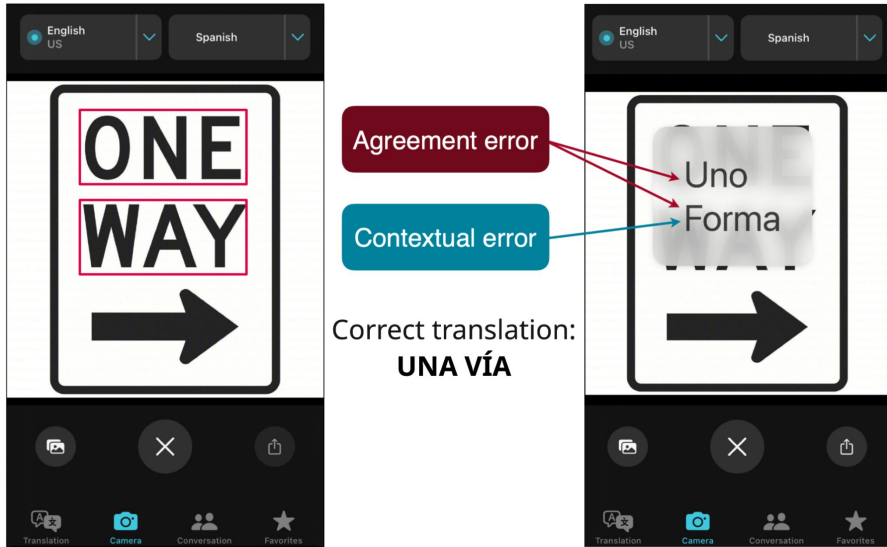 English
US
Spanish
ONE
WAY
Translation
Camera
Conversation
Favorites
Agreement error
Contextual error
Correct translation:
UNA VÍA
English
US
Spanish
Uno
Forma
Translation
Camera
Conversation
Favorites